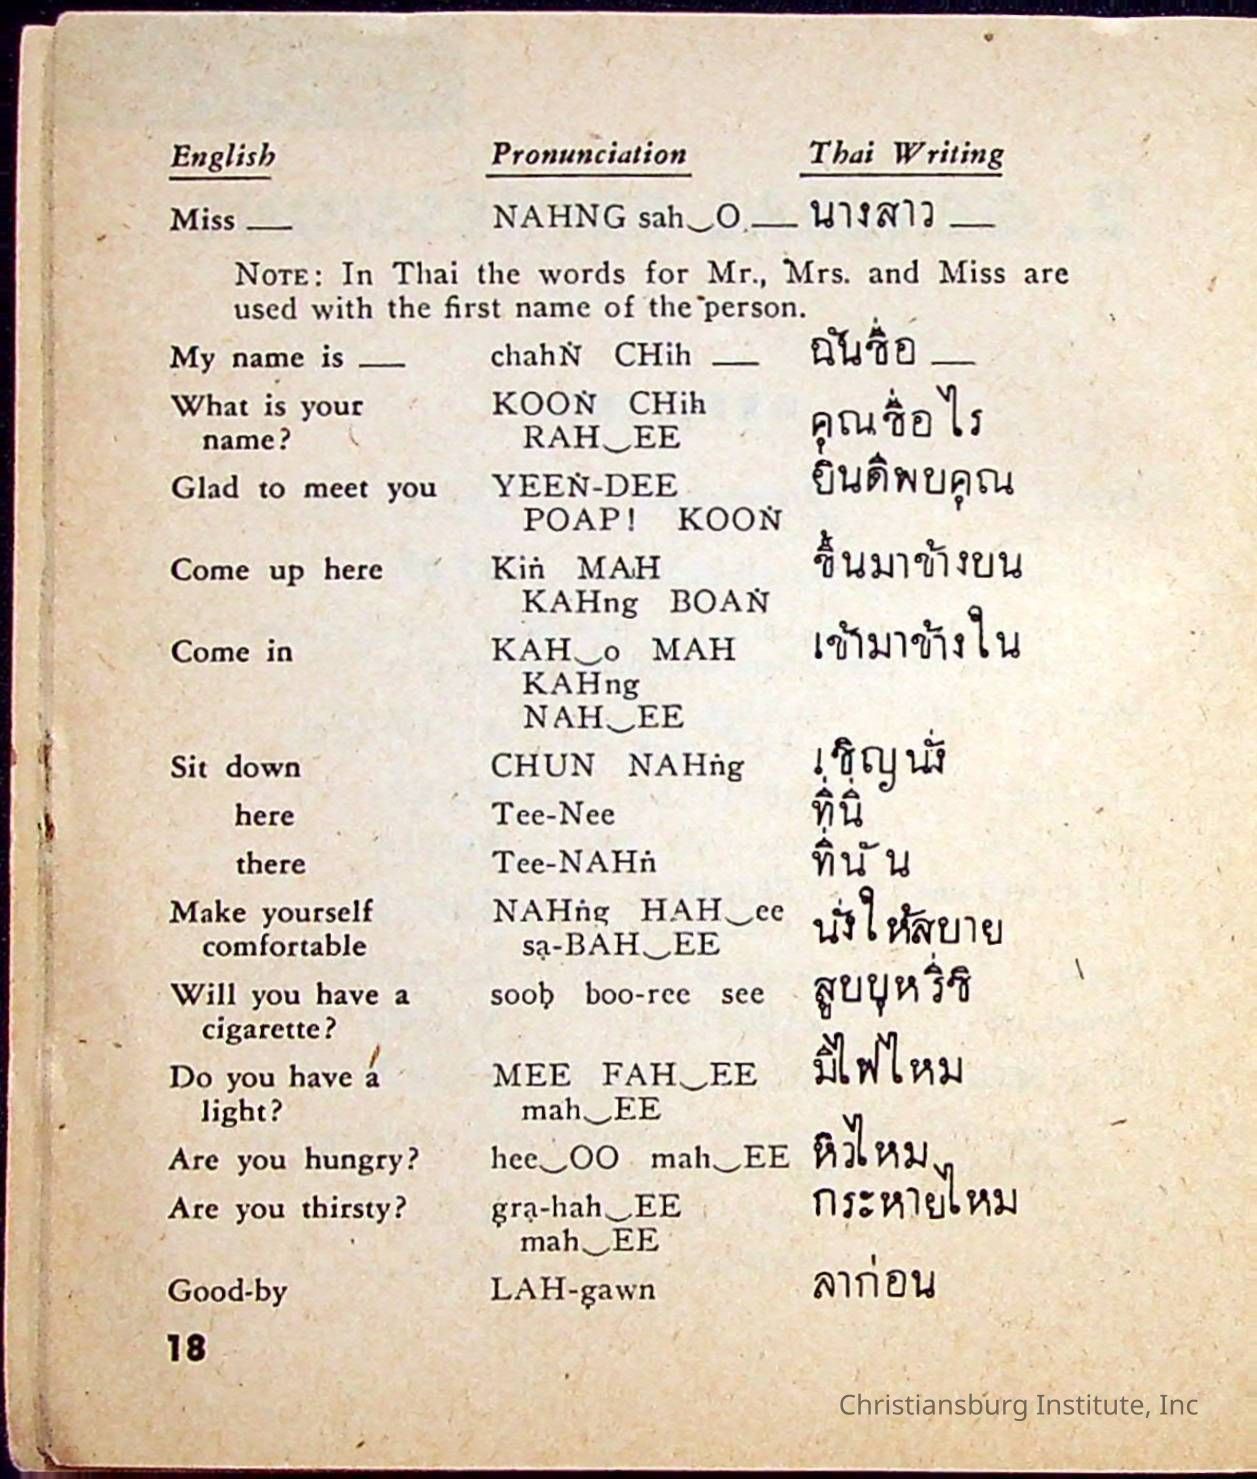 English Pronunciation Thai Writing
Miss __ NAHNG sah‿O __ นางสาว __
NOTE: In Thai the words for Mr., Mrs. and Miss are
used with the first name of the person.
My name is __ chahṄ CHih __ ฉันชื่อ __
What is your KOOṄ CHih คุณชื่อไร
name? RAH‿EE
Glad to meet you YEEṄ-DEE ยินดีพบคุณ
POAP! KOOṄ
Come up here Kiṅ MAH ขึ้นมาข้างบน
KAHng BOAṄ
Come in KAH‿o MAH เข้ามาข้างใน
KAHng
NAH‿EE
Sit down CHUN NAHṅg เชิญนั่ง
here Tee-Nee ที่นี่
there Tee-NAHṅ ที่นัน
Make yourself NAHṅg HAH‿ee นั่งให้สบาย
comfortable sạ-BAH‿EE
Will you have a sooḅ boo-ree see สูบบุหรี่ซิ
cigarette?
Do you have a MEE FAH‿EE มีไฟไหม
light? mah‿EE
Are you hungry? hee‿OO mah‿EE หิวไหม
Are you thirsty? g̣rạ-hah‿EE กระหายไหม
mah‿EE
Good-by LAH-g̣awn ลาก่อน
18
Christiansburg Institute, Inc